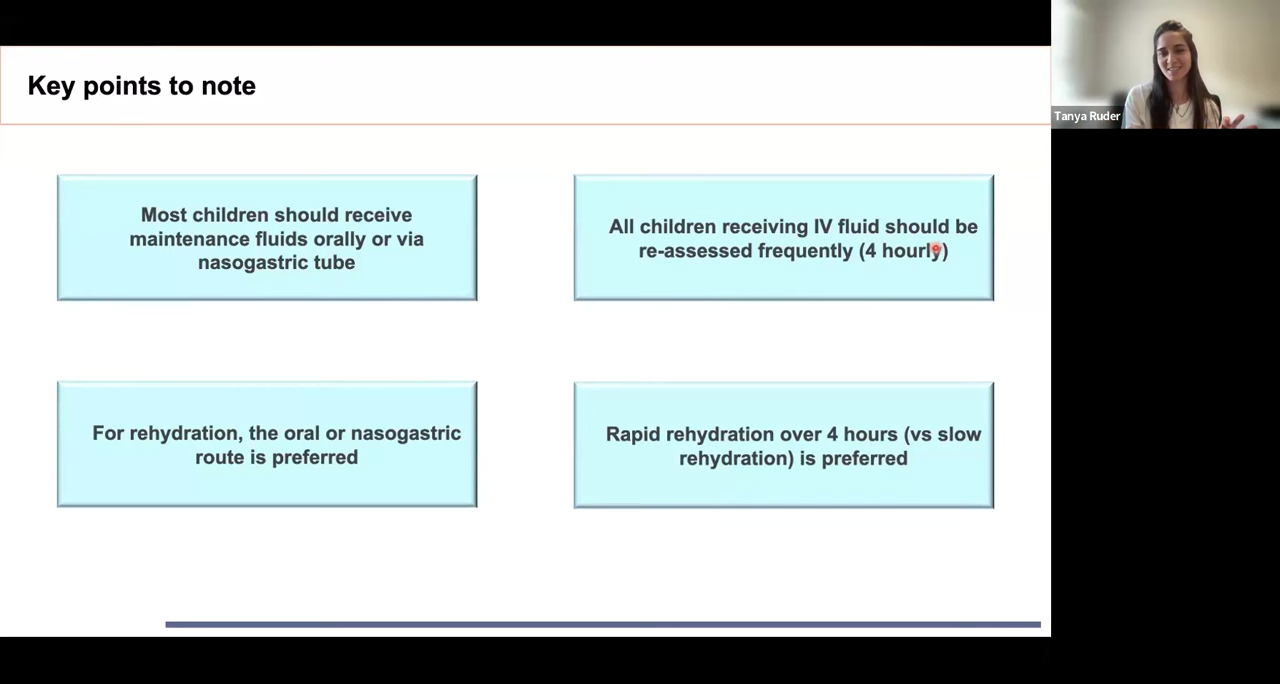 Key points to note
Tanya Ruder
Most children should receive
maintenance fluids orally or via
nasogastric tube
All children receiving IV fluid should be
re-assessed frequently (4 hourly)
For rehydration, the oral or nasogastric
route is preferred
Rapid rehydration over 4 hours (vs slow
rehydration) is preferred